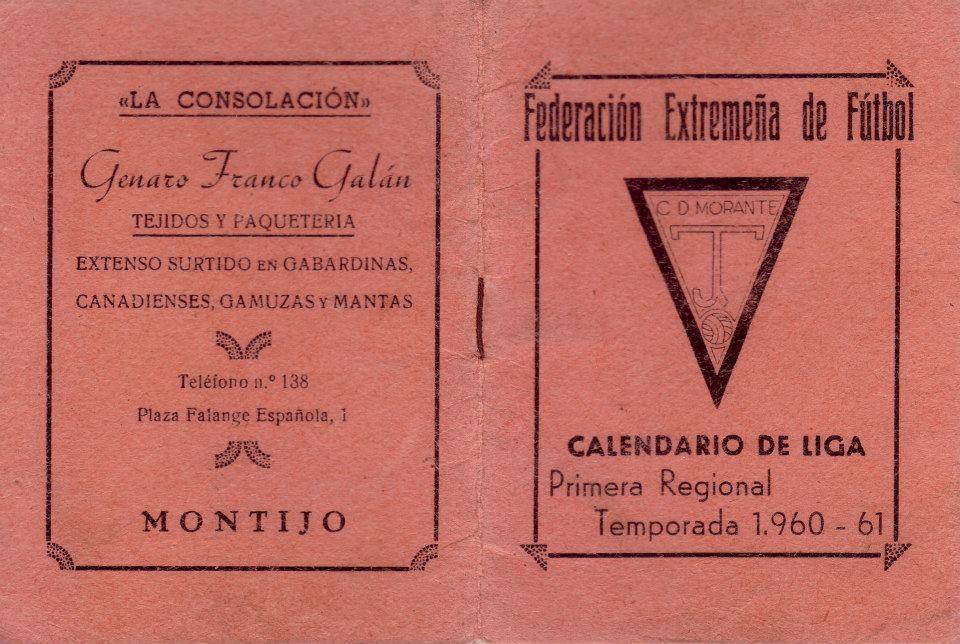 «LA CONSOLACIÓN»
Genaro Franco Galán
TEJIDOS Y PAQUETERIA
EXTENSO SURTIDO EN GABARDINAS,
CANADIENSES, GAMUZAS Y MANTAS
Teléfono n.º 138
Plaza Falange Española, 1
MONTIJO
Federación Extremeña de Fútbol
C D MORANTE
TJ
CALENDARIO DE LIGA
Primera Regional
Temporada 1.960 - 61